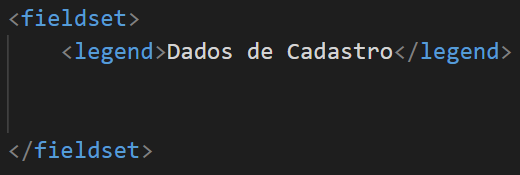 <fieldset>
<legend>Dados de Cadastro</legend>
</fieldset>